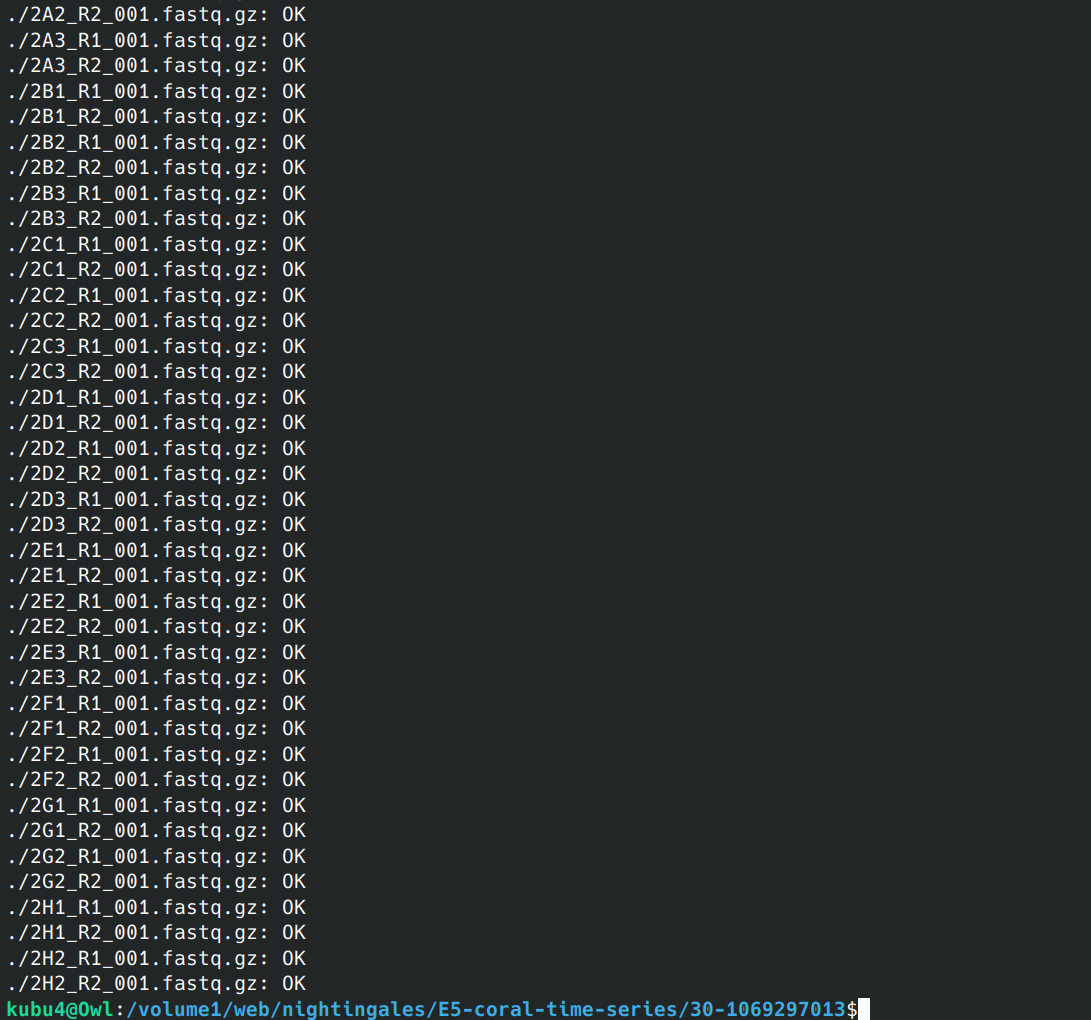 ./2A2_R2_001.fastq.gz: OK
./2A3_R1_001.fastq.gz: OK
./2A3_R2_001.fastq.gz: OK
./2B1_R1_001.fastq.gz: OK
./2B1_R2_001.fastq.gz: OK
./2B2_R1_001.fastq.gz: OK
./2B2_R2_001.fastq.gz: OK
./2B3_R1_001.fastq.gz: OK
./2B3_R2_001.fastq.gz: OK
./2C1_R1_001.fastq.gz: OK
./2C1_R2_001.fastq.gz: OK
./2C2_R1_001.fastq.gz: OK
./2C2_R2_001.fastq.gz: OK
./2C3_R1_001.fastq.gz: OK
./2C3_R2_001.fastq.gz: OK
./2D1_R1_001.fastq.gz: OK
./2D1_R2_001.fastq.gz: OK
./2D2_R1_001.fastq.gz: OK
./2D2_R2_001.fastq.gz: OK
./2D3_R1_001.fastq.gz: OK
./2D3_R2_001.fastq.gz: OK
./2E1_R1_001.fastq.gz: OK
./2E1_R2_001.fastq.gz: OK
./2E2_R1_001.fastq.gz: OK
./2E2_R2_001.fastq.gz: OK
./2E3_R1_001.fastq.gz: OK
./2E3_R2_001.fastq.gz: OK
./2F1_R1_001.fastq.gz: OK
./2F1_R2_001.fastq.gz: OK
./2F2_R1_001.fastq.gz: OK
./2F2_R2_001.fastq.gz: OK
./2G1_R1_001.fastq.gz: OK
./2G1_R2_001.fastq.gz: OK
./2G2_R1_001.fastq.gz: OK
./2G2_R2_001.fastq.gz: OK
./2H1_R1_001.fastq.gz: OK
./2H1_R2_001.fastq.gz: OK
./2H2_R1_001.fastq.gz: OK
./2H2_R2_001.fastq.gz: OK
kubu4@Owl:/volume1/web/nightingales/E5-coral-time-series/30-1069297013$